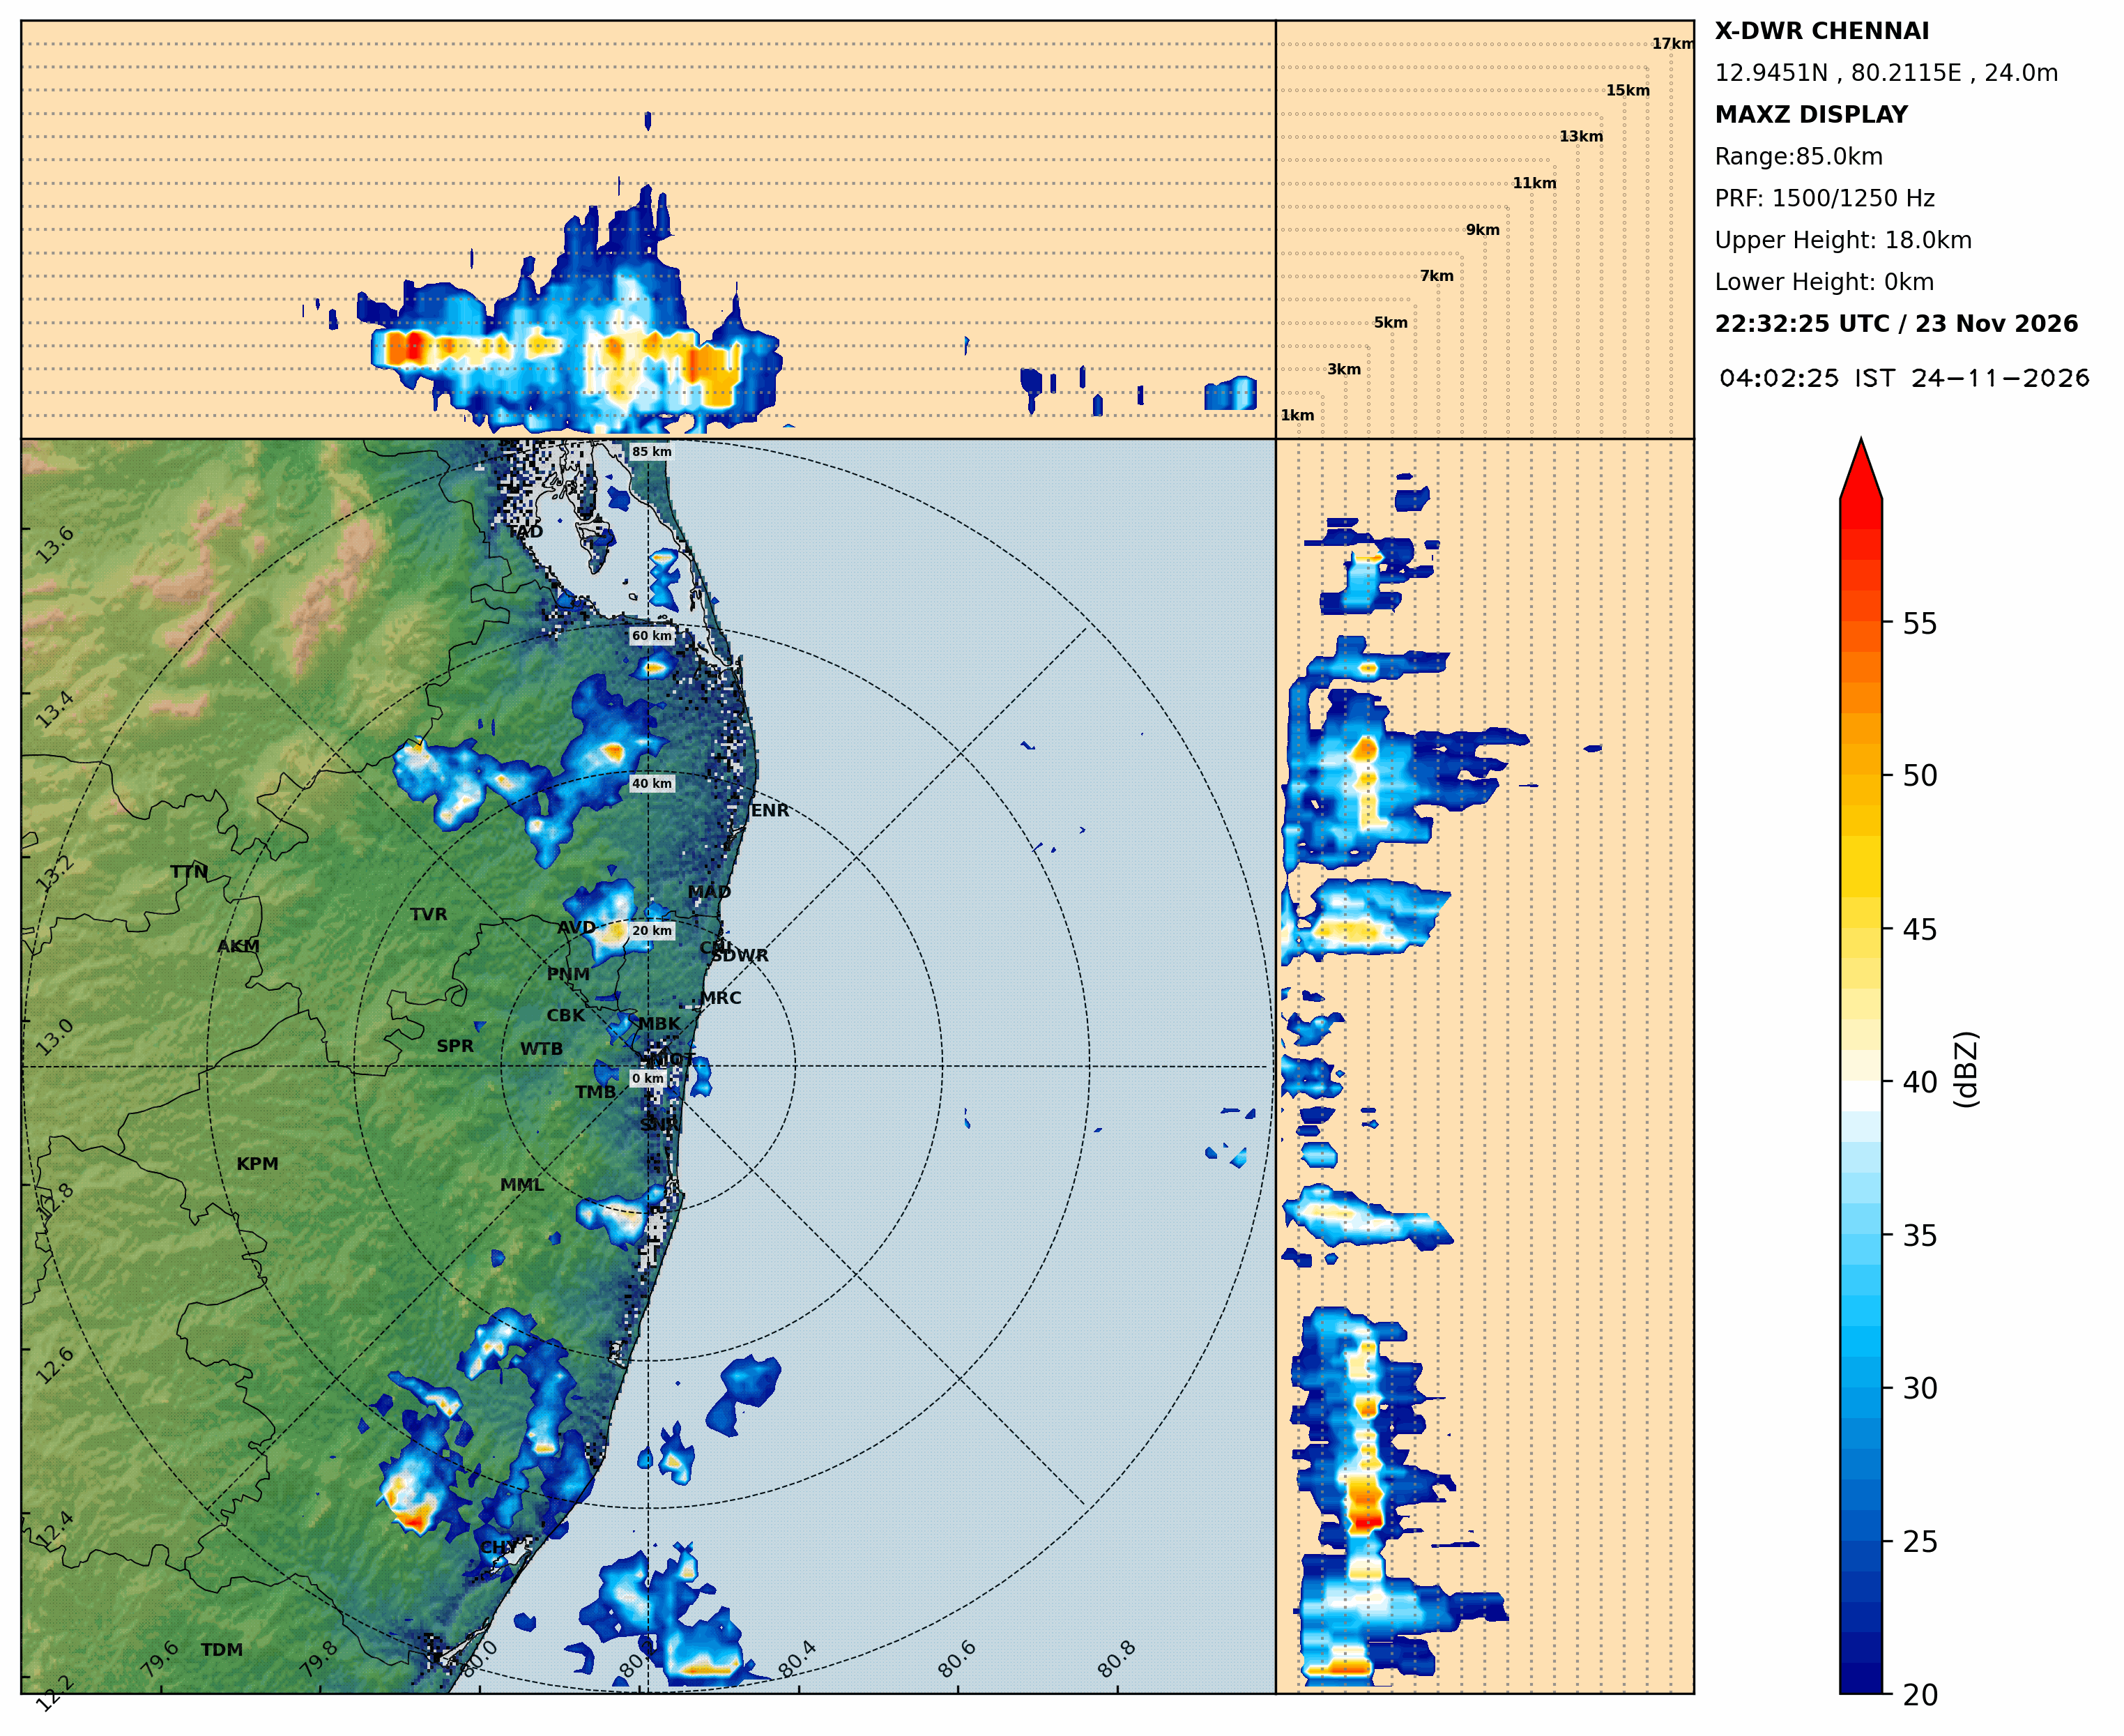 X-DWR CHENNAI
12.9451N , 80.2115E , 24.0m
MAXZ DISPLAY
Range:85.0km
PRF: 1500/1250 Hz
Upper Height: 18.0km
Lower Height: 0km
22:32:25 UTC / 23 Nov 2026
04:02:25 IST 24-11-2026
17km
15km
13km
11km
9km
7km
5km
3km
1km
85 km
60 km
40 km
20 km
0 km
13.6
13.4
13.2
13.0
12.8
12.6
12.4
12.2
79.6
79.8
80.0
80.2
80.4
80.6
80.8
TAD
ENR
TTN
MAD
TVR
AVD
AKM
SDWR
PNM
MRC
CBK
MBK
SPR
WTB
TMB
SNR
KPM
MML
CHY
TDM
55
50
45
40
35
30
25
20
(dBZ)